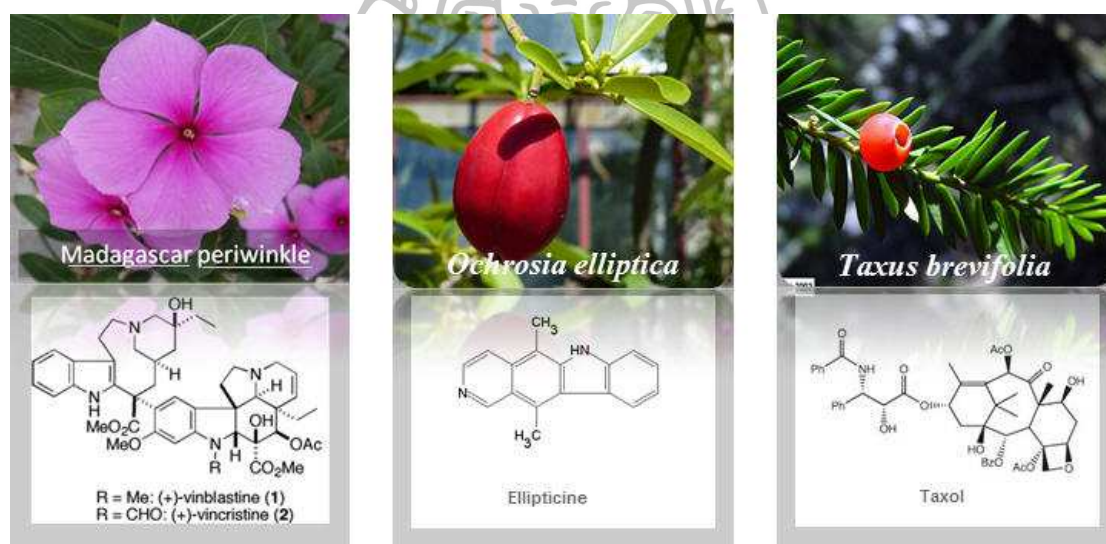 Madagascar periwinkle
Ochrosia elliptica
Taxus brevifolia
OH
N
H
N
H
NH
MeO₂C
MeO
OH
N
R
H
OAc
CO₂Me
R = Me: (+)-vinblastine (1)
R = CHO: (+)-vincristine (2)
CH₃
HN
N
H₃C
Ellipticine
O
Ph
NH
Ph
OH
O
O
AcO
O
OH
HO
BzO
AcO
O
Taxol